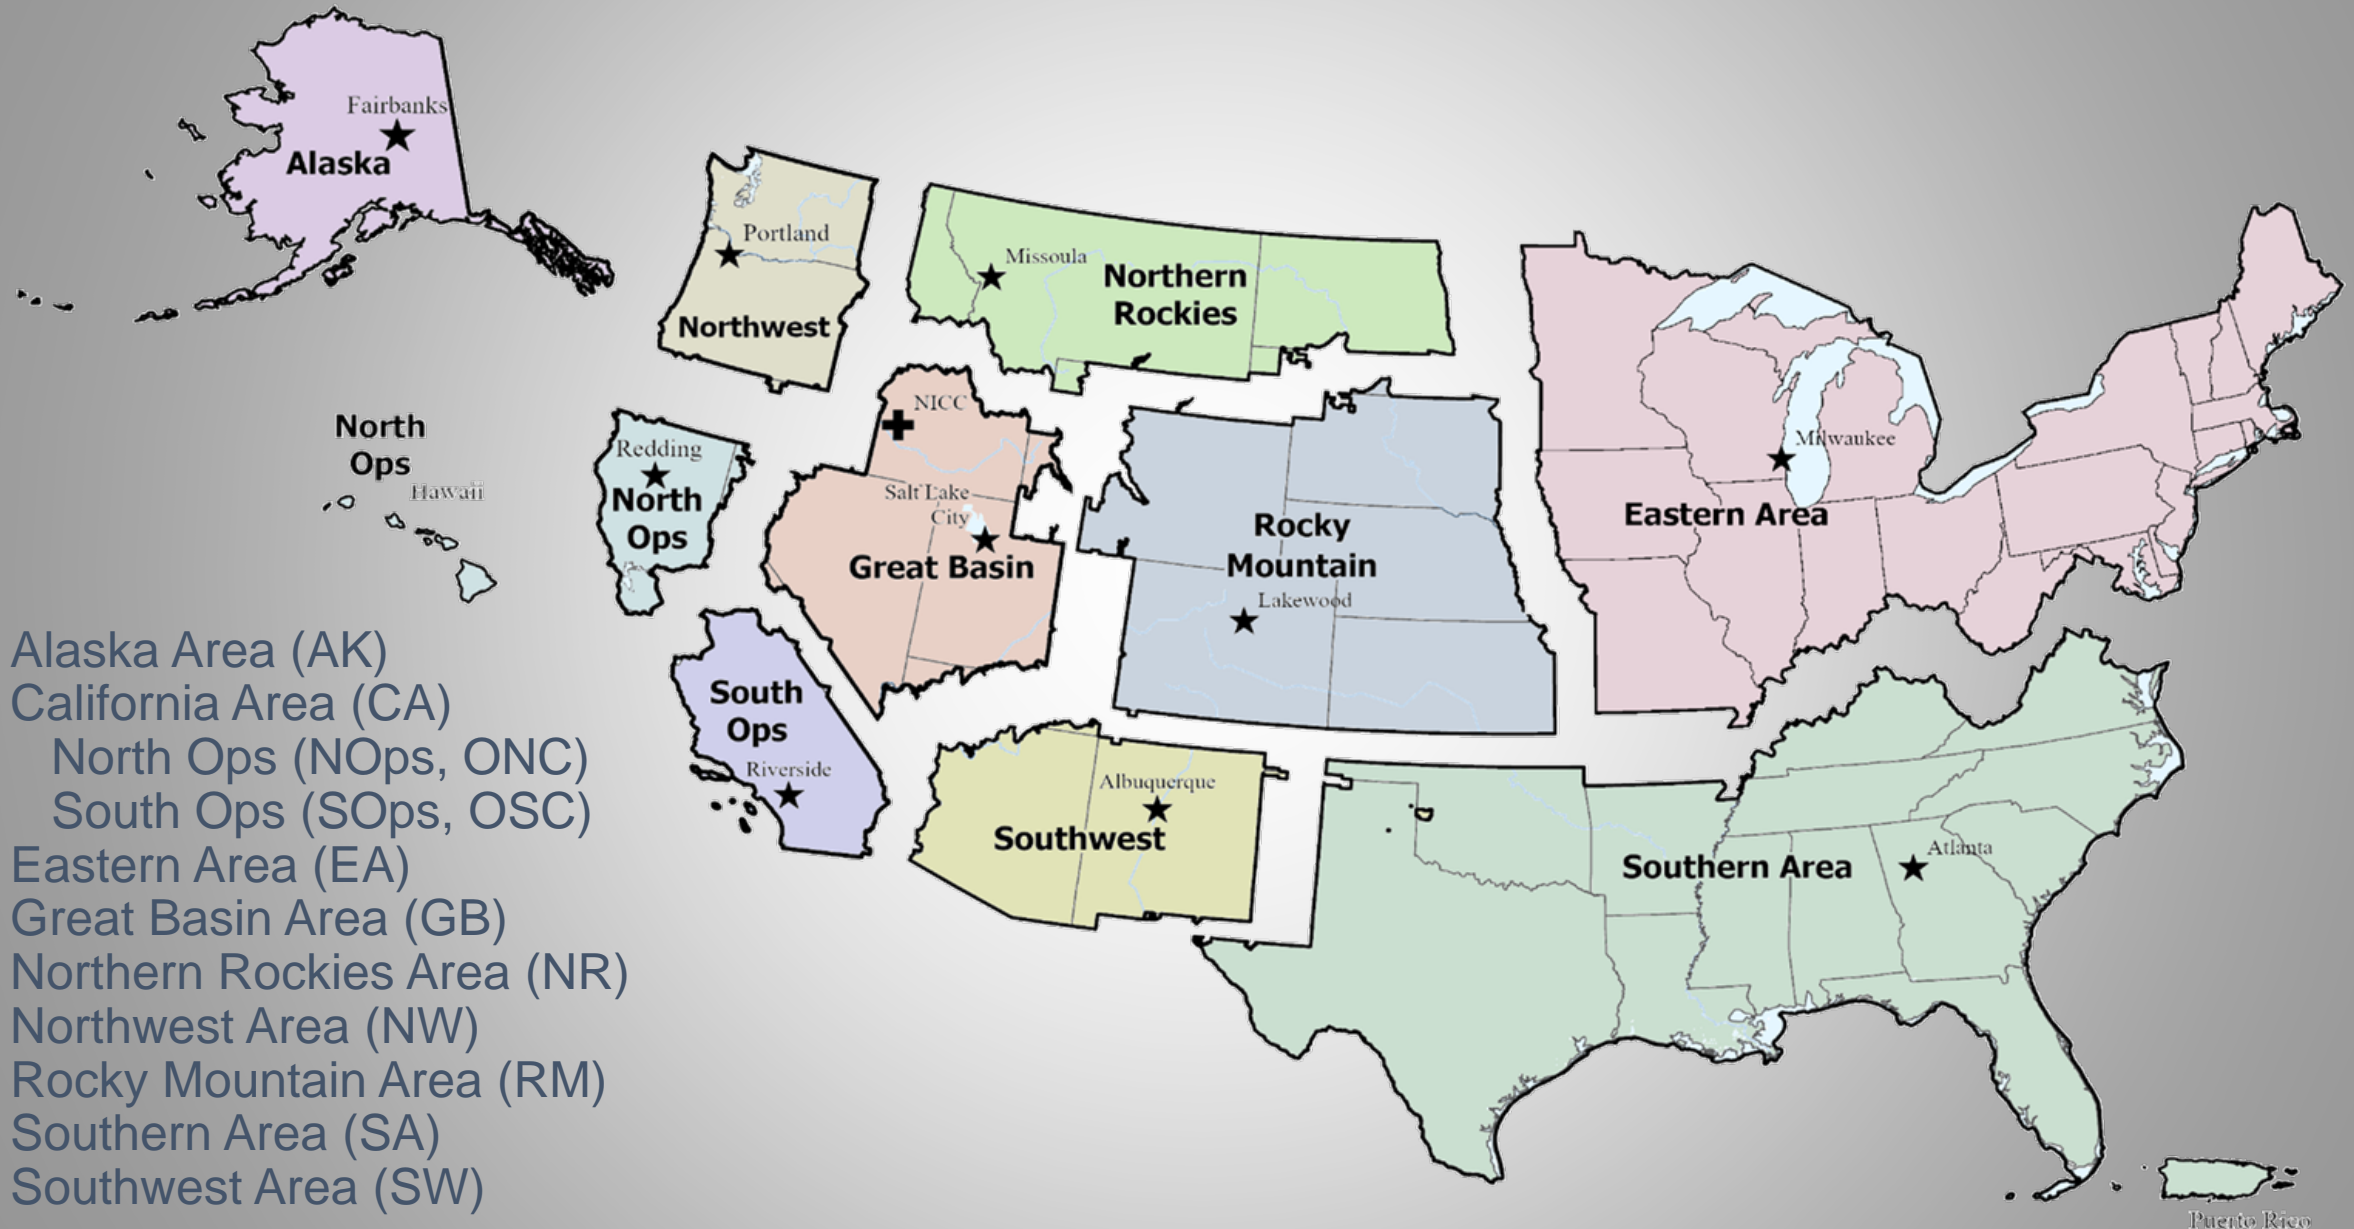 Fairbanks
Alaska
Portland
Northwest
Missoula
Northern
Rockies
North
Ops
Hawaii
Redding
North
Ops
NICC
Salt Lake
City
Great Basin
Rocky
Mountain
Lakewood
Milwaukee
Eastern Area
South
Ops
Riverside
Albuquerque
Southwest
Southern Area
Atlanta
Puerto Rico
Alaska Area (AK)
California Area (CA)
North Ops (NOps, ONC)
South Ops (SOps, OSC)
Eastern Area (EA)
Great Basin Area (GB)
Northern Rockies Area (NR)
Northwest Area (NW)
Rocky Mountain Area (RM)
Southern Area (SA)
Southwest Area (SW)